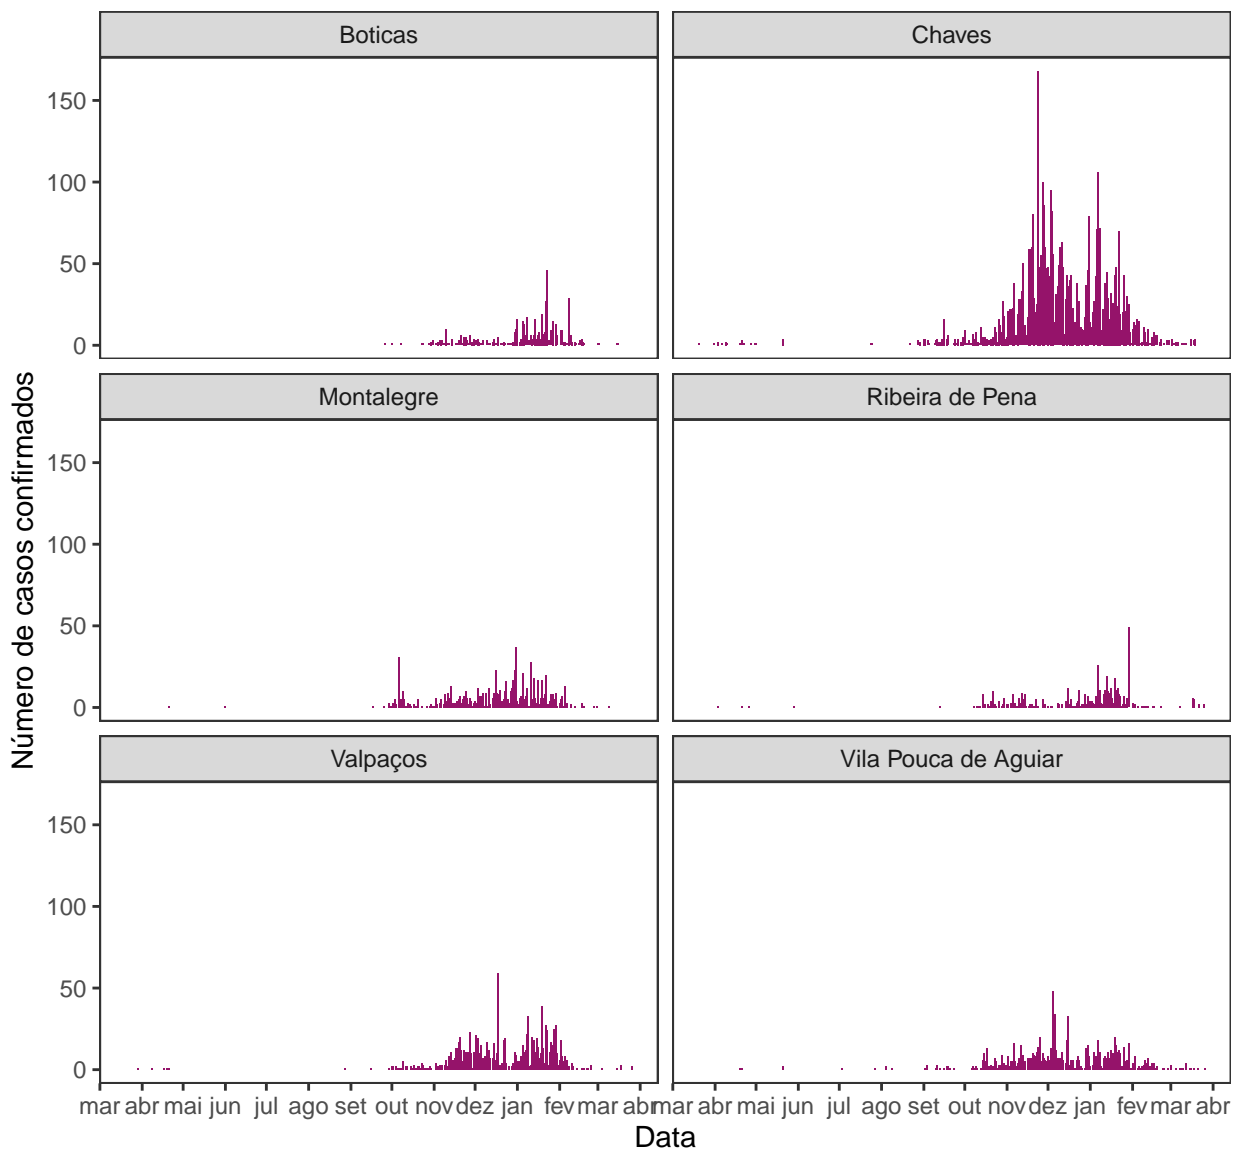 Boticas
Chaves
150
100
50
0
Montalegre
Ribeira de Pena
150
100
50
0
Valpaços
Vila Pouca de Aguiar
150
100
50
0
mar abr mai jun jul ago set out nov dez jan fev mar abr
mar abr mai jun jul ago set out nov dez jan fev mar abr
Data
Número de casos confirmados